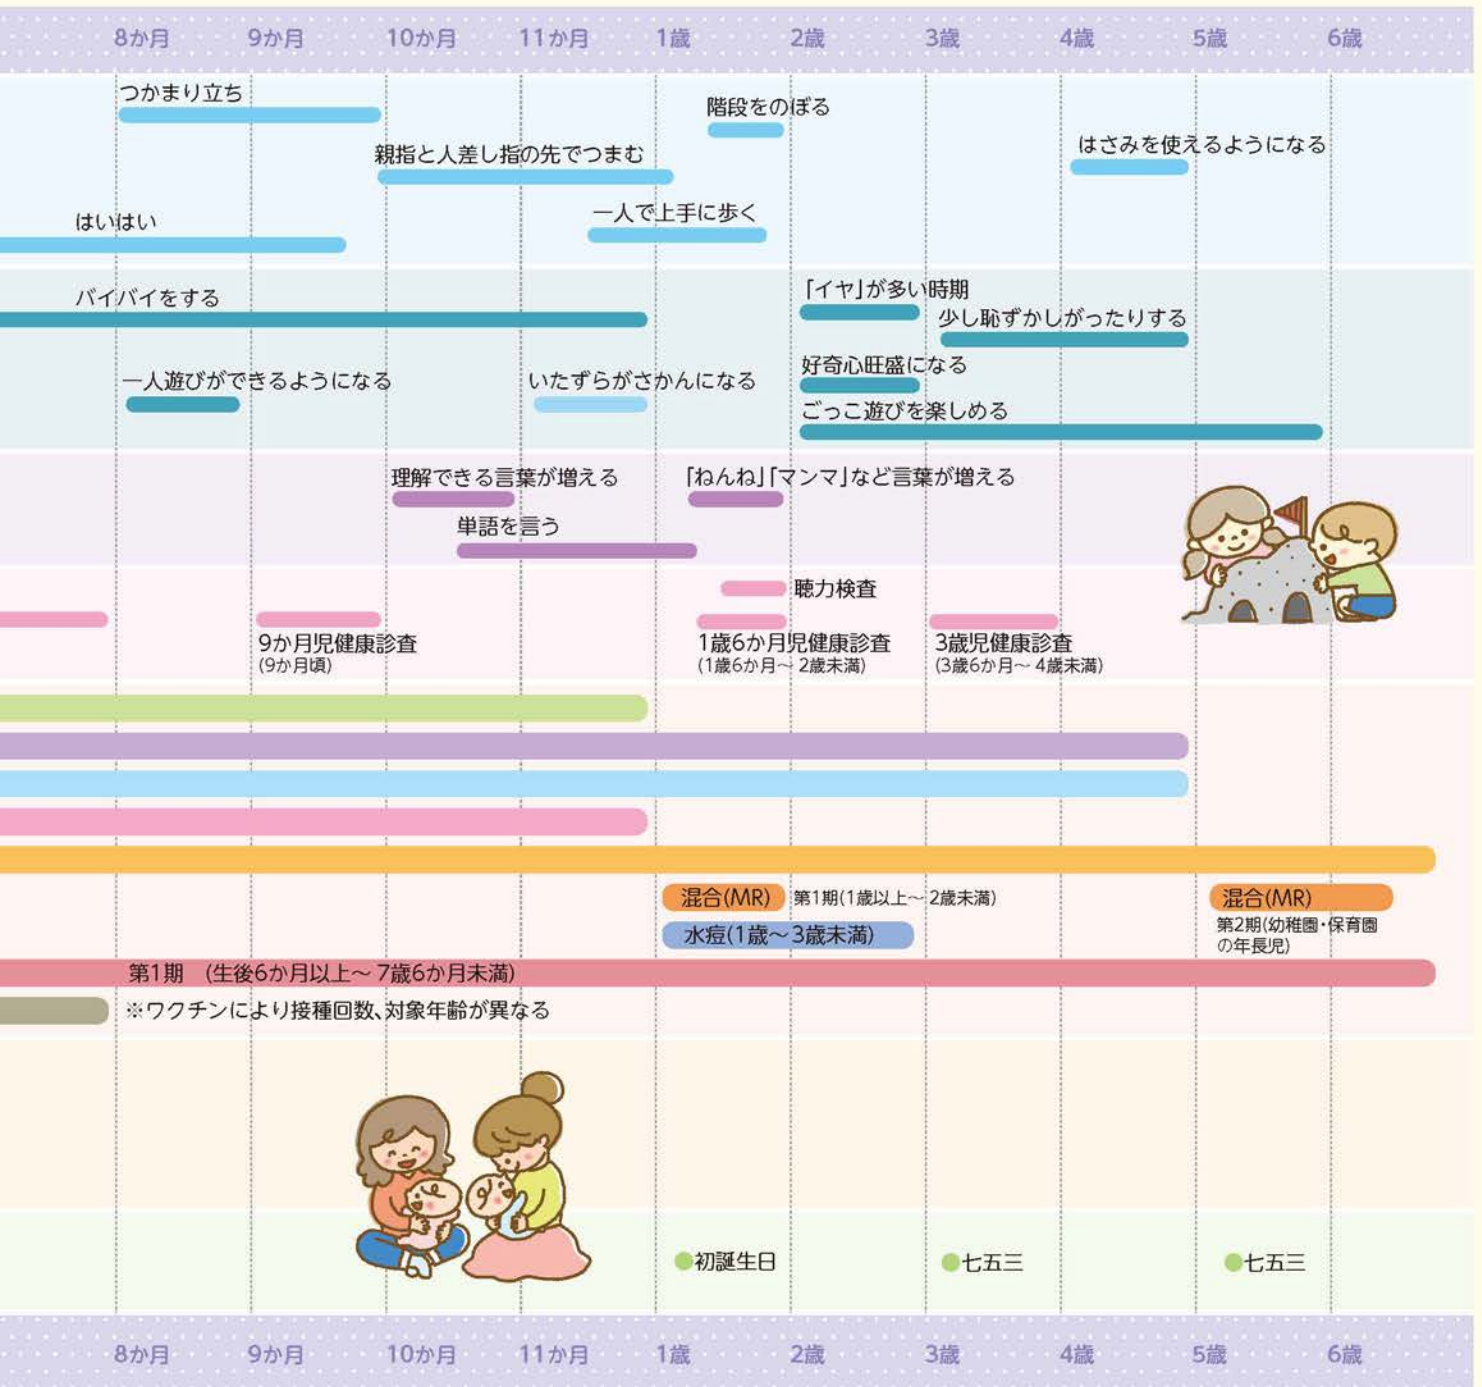 8か月 9か月 10か月 11か月 1歳 2歳 3歳 4歳 5歳 6歳
つかまり立ち
階段をのぼる
はさみを使えるようになる
親指と人差し指の先でつまむ
一人で上手に歩く
はいはい
「イヤ」が多い時期
バイバイをする
少し恥ずかしがったりする
好奇心旺盛になる
一人遊びができるようになる
いたずらがさかんになる
ごっこ遊びを楽しめる
理解できる言葉が増える
「ねんね」「マンマ」など言葉が増える
単語を言う
聴力検査
9か月児健康診査
(9か月頃)
1歳6か月児健康診査
(1歳6か月〜2歳未満)
3歳児健康診査
(3歳6か月〜4歳未満)
混合(MR)
第1期(1歳以上〜2歳未満)
混合(MR)
第2期(幼稚園・保育園
の年長児)
水痘(1歳〜3歳未満)
第1期 (生後6か月以上〜7歳6か月未満)
※ワクチンにより接種回数、対象年齢が異なる
●初誕生日
●七五三
●七五三
8か月 9か月 10か月 11か月 1歳 2歳 3歳 4歳 5歳 6歳